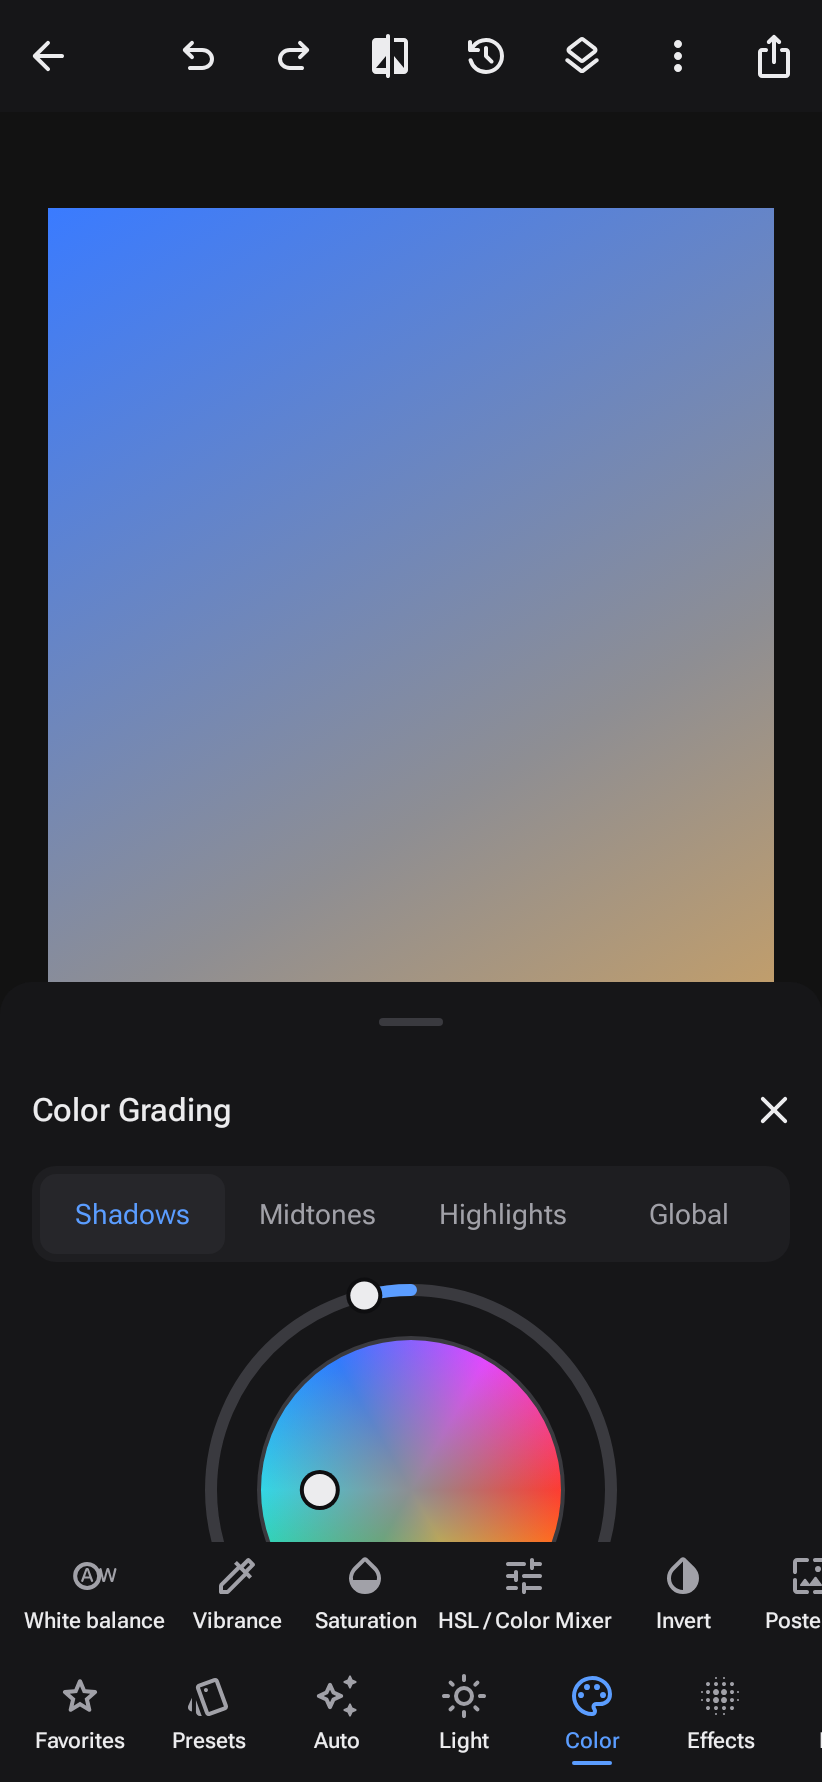 Color Grading
Shadows Midtones Highlights Global
White balance Vibrance Saturation HSL / Color Mixer Invert Poste
Favorites Presets Auto Light Color Effects